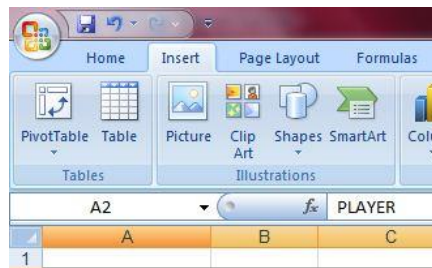 Home Insert Page Layout Formulas
PivotTable Table Picture Clip Art Shapes SmartArt
Tables Illustrations
A2 fx PLAYER
A B C
1